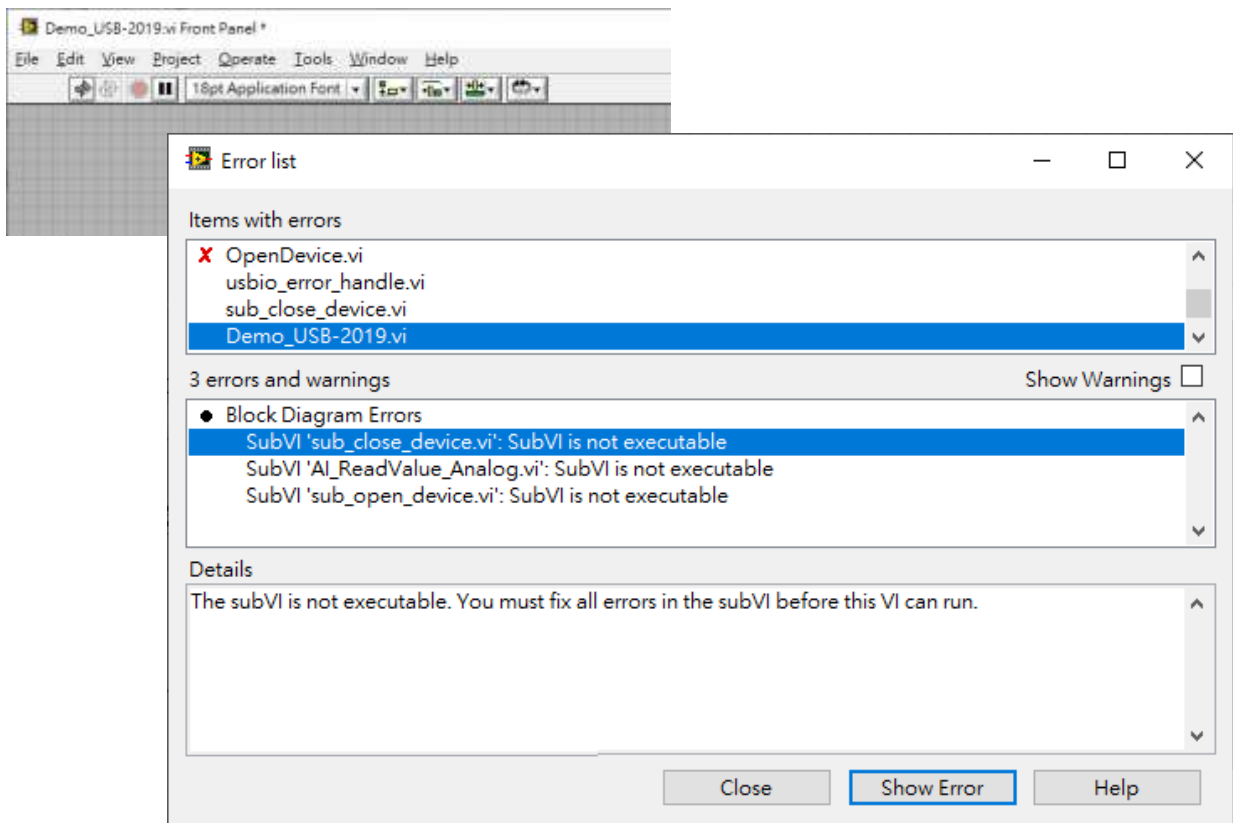 Demo_USB-2019.vi Front Panel *
File Edit View Project Operate Tools Window Help
18pt Application Font
Error list
Items with errors
OpenDevice.vi
usbio_error_handle.vi
sub_close_device.vi
Demo_USB-2019.vi
3 errors and warnings Show Warnings
Block Diagram Errors
SubVI 'sub_close_device.vi': SubVI is not executable
SubVI 'AI_ReadValue_Analog.vi': SubVI is not executable
SubVI 'sub_open_device.vi': SubVI is not executable
Details
The subVI is not executable. You must fix all errors in the subVI before this VI can run.
Close Show Error Help